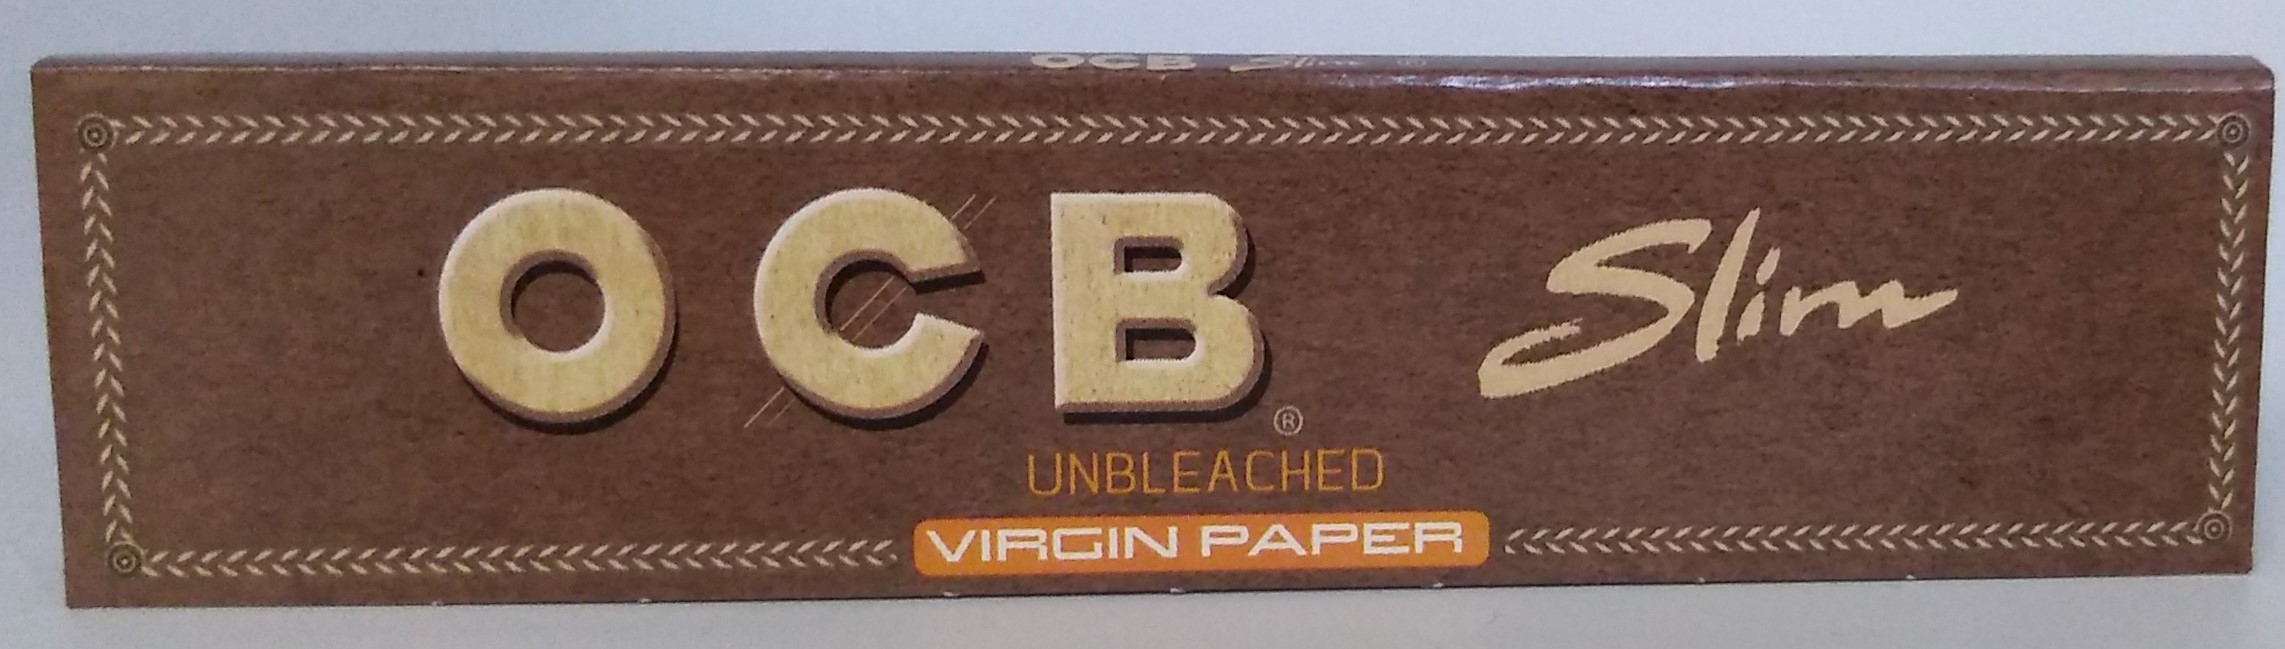 OCB Slim ®
OCB® Slim
UNBLEACHED
VIRGIN PAPER